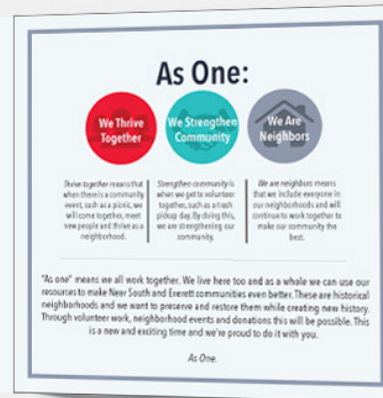 As One:
We Thrive
Together
We Strengthen
Community
We Are
Neighbors
Thrive together means that
when there is a community
event, such as a picnic, we
will come together, meet
new people and thrive as a
neighborhood.
Strengthen community is
when we get to volunteer
together, such as a trash
pickup day. By doing this,
we are strengthening our
community.
We are neighbors means
that we include everyone in
our neighborhoods and will
continue to work together to
make our community the
best.
"As one" means we all work together. We live here too and as a whole we can use our
resources to make Near South and Everett communities even better. These are historical
neighborhoods and we want to preserve and restore them while creating new history.
Through volunteer work, neighborhood events and donations this will be possible. This
is a new and exciting time and we're proud to do it with you.
As One.